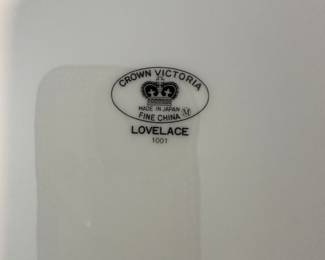 CROWN VICTORIA
MADE IN JAPAN
M
FINE CHINA
LOVELACE
1001